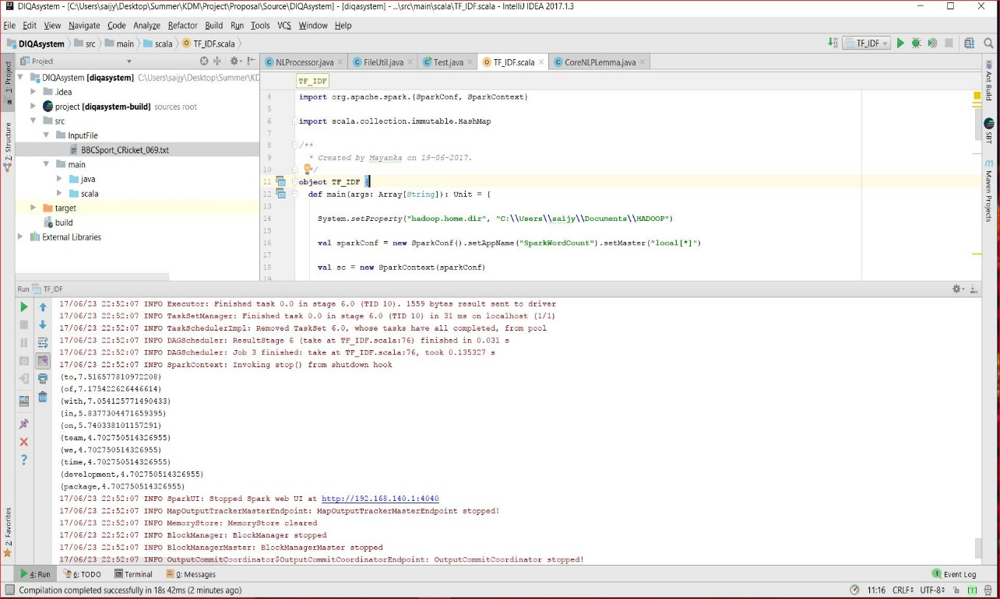 DIQAsystem - [C:\Users\saijy\Desktop\Summer\KDM\Project\Proposal\Source\DIQAsystem] - [diqasystem] - ...\src\main\scala\TF_IDF.scala - IntelliJ IDEA 2017.1.3
File Edit View Navigate Code Analyze Refactor Build Run Tools VCS Window Help
DIQAsystem src main scala TF_IDF.scala TF_IDF
Project NLProcessor.java FileUtil.java Test.java TF_IDF.scala CoreNLPLemma.java
1: Project
Z: Structure
2: Favorites
DIQAsystem [diqasystem] C:\Users\saijy\Desktop\Summer\KD
.idea
project [diqasystem-build] sources root
src
InputFile
BBCSport_CRicket_069.txt
main
java
scala
target
build
External Libraries
TF_IDF
4 import org.apache.spark.{SparkConf, SparkContext}
5
6 import scala.collection.immutable.HashMap
7
8 /**
9 * Created by Mayanka on 19-06-2017.
10 */
11 object TF_IDF {
12 def main(args: Array[String]): Unit = {
13
14 System.setProperty("hadoop.home.dir", "C:\\Users\\saijy\\Documents\\HADOOP")
15
16 val sparkConf = new SparkConf().setAppName("SparkWordCount").setMaster("local[*]")
17
18 val sc = new SparkContext(sparkConf)
19
Ant Build
SBT
Maven Projects
Run TF_IDF
17/06/23 22:52:07 INFO Executor: Finished task 0.0 in stage 6.0 (TID 10). 1559 bytes result sent to driver
17/06/23 22:52:07 INFO TaskSetManager: Finished task 0.0 in stage 6.0 (TID 10) in 31 ms on localhost (1/1)
17/06/23 22:52:07 INFO TaskSchedulerImpl: Removed TaskSet 6.0, whose tasks have all completed, from pool
17/06/23 22:52:07 INFO DAGScheduler: ResultStage 6 (take at TF_IDF.scala:76) finished in 0.031 s
17/06/23 22:52:07 INFO DAGScheduler: Job 3 finished: take at TF_IDF.scala:76, took 0.135327 s
17/06/23 22:52:07 INFO SparkContext: Invoking stop() from shutdown hook
(to,7.516577810972208)
(of,7.175422626446614)
(with,7.054125771490433)
(in,5.8377304471659395)
(on,5.740338101157291)
(team,4.702750514326955)
(we,4.702750514326955)
(time,4.702750514326955)
(development,4.702750514326955)
(package,4.702750514326955)
17/06/23 22:52:07 INFO SparkUI: Stopped Spark web UI at http://192.168.140.1:4040
17/06/23 22:52:07 INFO MapOutputTrackerMasterEndpoint: MapOutputTrackerMasterEndpoint stopped!
17/06/23 22:52:07 INFO MemoryStore: MemoryStore cleared
17/06/23 22:52:07 INFO BlockManager: BlockManager stopped
17/06/23 22:52:07 INFO BlockManagerMaster: BlockManagerMaster stopped
17/06/23 22:52:07 INFO OutputCommitCoordinator$OutputCommitCoordinatorEndpoint: OutputCommitCoordinator stopped!
4: Run 6: TODO Terminal 0: Messages 1 Event Log
Compilation completed successfully in 18s 42ms (2 minutes ago) 11:16 CRLF UTF-8 [T]